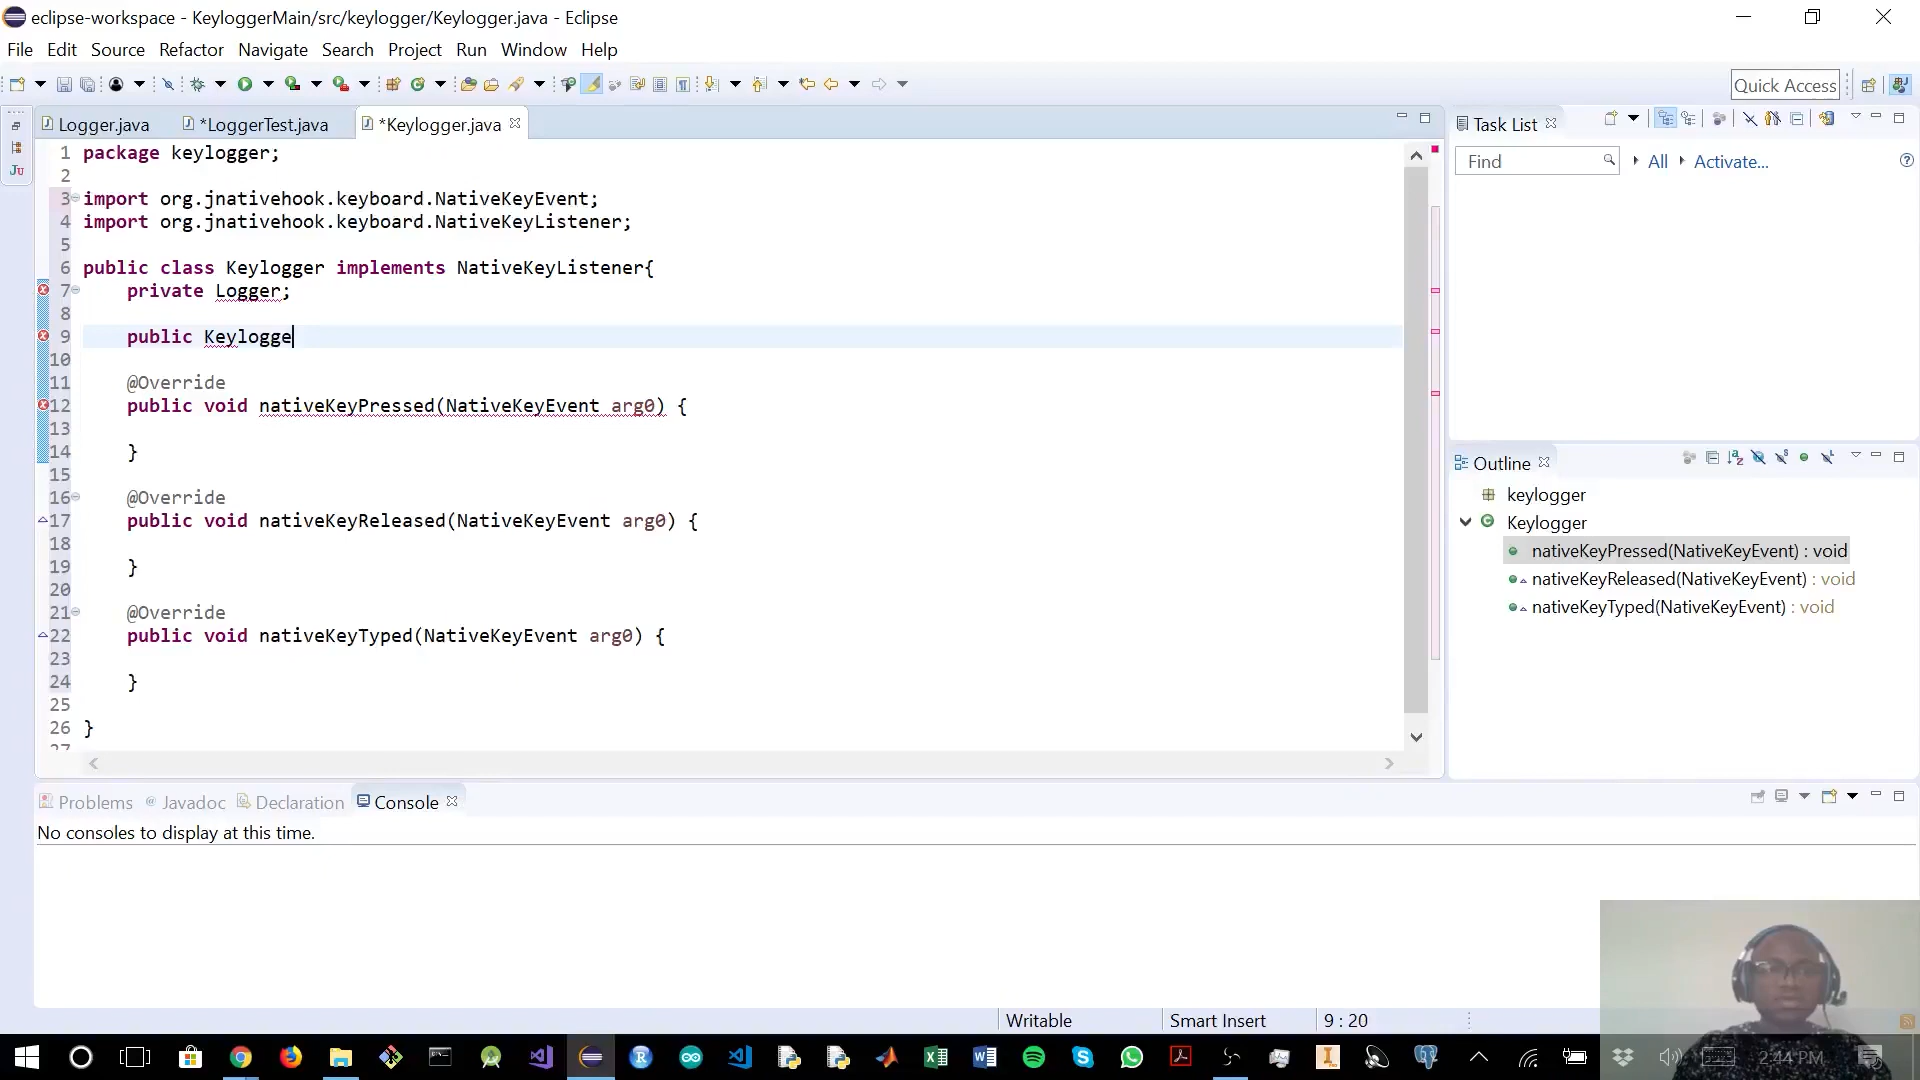 eclipse-workspace - KeyloggerMain/src/keylogger/Keylogger.java - Eclipse
File Edit Source Refactor Navigate Search Project Run Window Help
Quick Access
Logger.java *LoggerTest.java *Keylogger.java
1 package keylogger;
2
3 import org.jnativehook.keyboard.NativeKeyEvent;
4 import org.jnativehook.keyboard.NativeKeyListener;
5
6 public class Keylogger implements NativeKeyListener{
7 private Logger;
8
9 public Keylogge
10
11 @Override
12 public void nativeKeyPressed(NativeKeyEvent arg0) {
13
14 }
15
16 @Override
17 public void nativeKeyReleased(NativeKeyEvent arg0) {
18
19 }
20
21 @Override
22 public void nativeKeyTyped(NativeKeyEvent arg0) {
23
24 }
25
26 }
27
Task List
Find All Activate...
Outline
keylogger
Keylogger
nativeKeyPressed(NativeKeyEvent) : void
nativeKeyReleased(NativeKeyEvent) : void
nativeKeyTyped(NativeKeyEvent) : void
Problems Javadoc Declaration Console
No consoles to display at this time.
Writable Smart Insert 9 : 20
2:44 PM